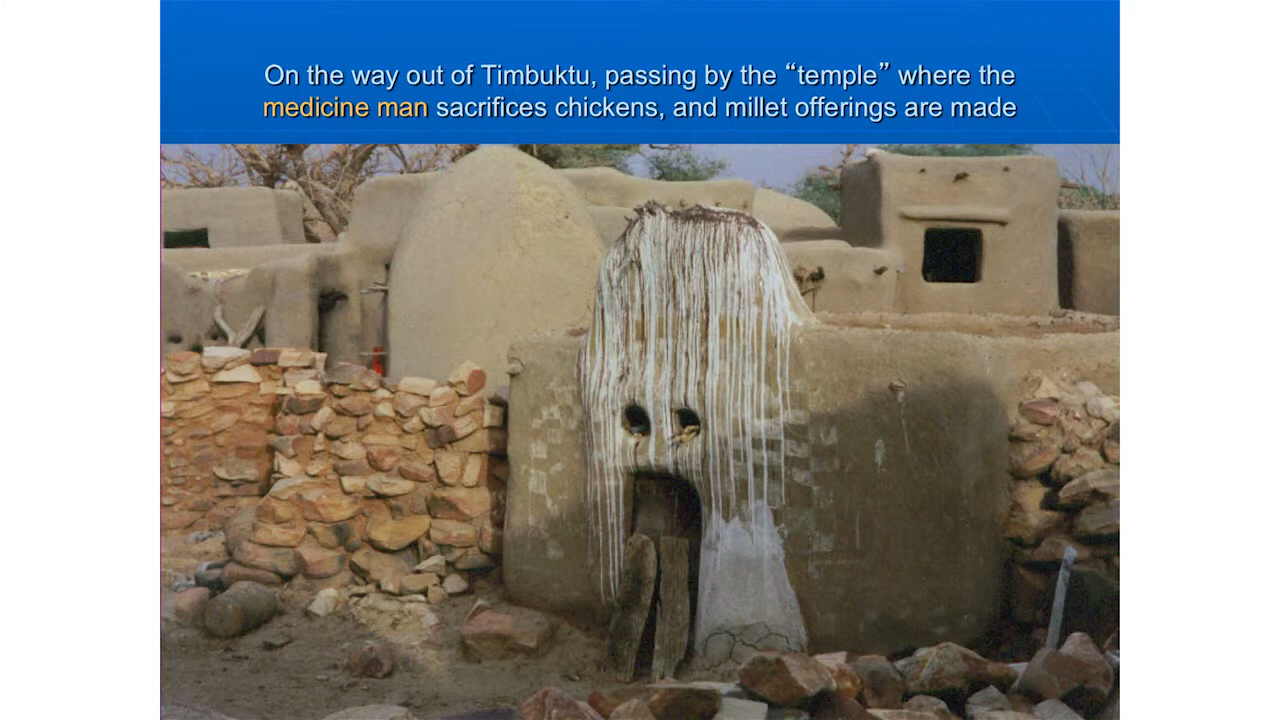 On the way out of Timbuktu, passing by the “temple” where the
medicine man sacrifices chickens, and millet offerings are made